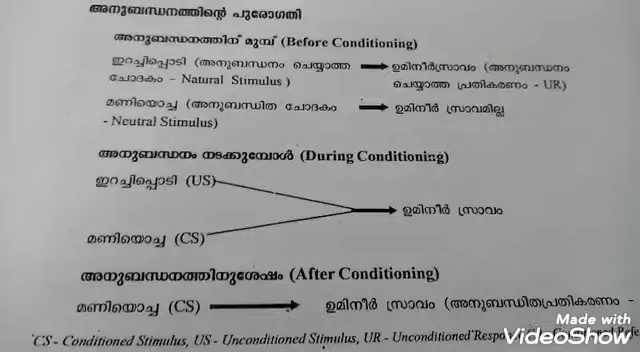 അനുബന്ധനത്തിന്റെ പുരോഗതി
അനുബന്ധനത്തിന് മുമ്പ് (Before Conditioning)
ഇറച്ചിപ്പൊടി (അനുബന്ധനം ചെയ്യാത്ത ഉമിനീർസ്രാവം (അനുബന്ധനം
ചോദകം - Natural Stimulus ) ചെയ്യാത്ത പ്രതികരണം - UR)
മണിയൊച്ച (അനുബന്ധിത ചോദകം ഉമിനീർ സ്രാവമില്ല
- Neutral Stimulus)
അനുബന്ധനം നടക്കുമ്പോൾ (During Conditioning)
ഇറച്ചിപ്പൊടി (US)
ഉമിനീർ സ്രാവം
മണിയൊച്ച (CS)
അനുബന്ധനത്തിനുശേഷം (After Conditioning)
മണിയൊച്ച (CS) ഉമിനീർ സ്രാവം (അനുബന്ധിതപ്രതികരണം -
CS - Conditioned Stimulus, US - Unconditioned Stimulus, UR - Unconditioned
Made with
VideoShow